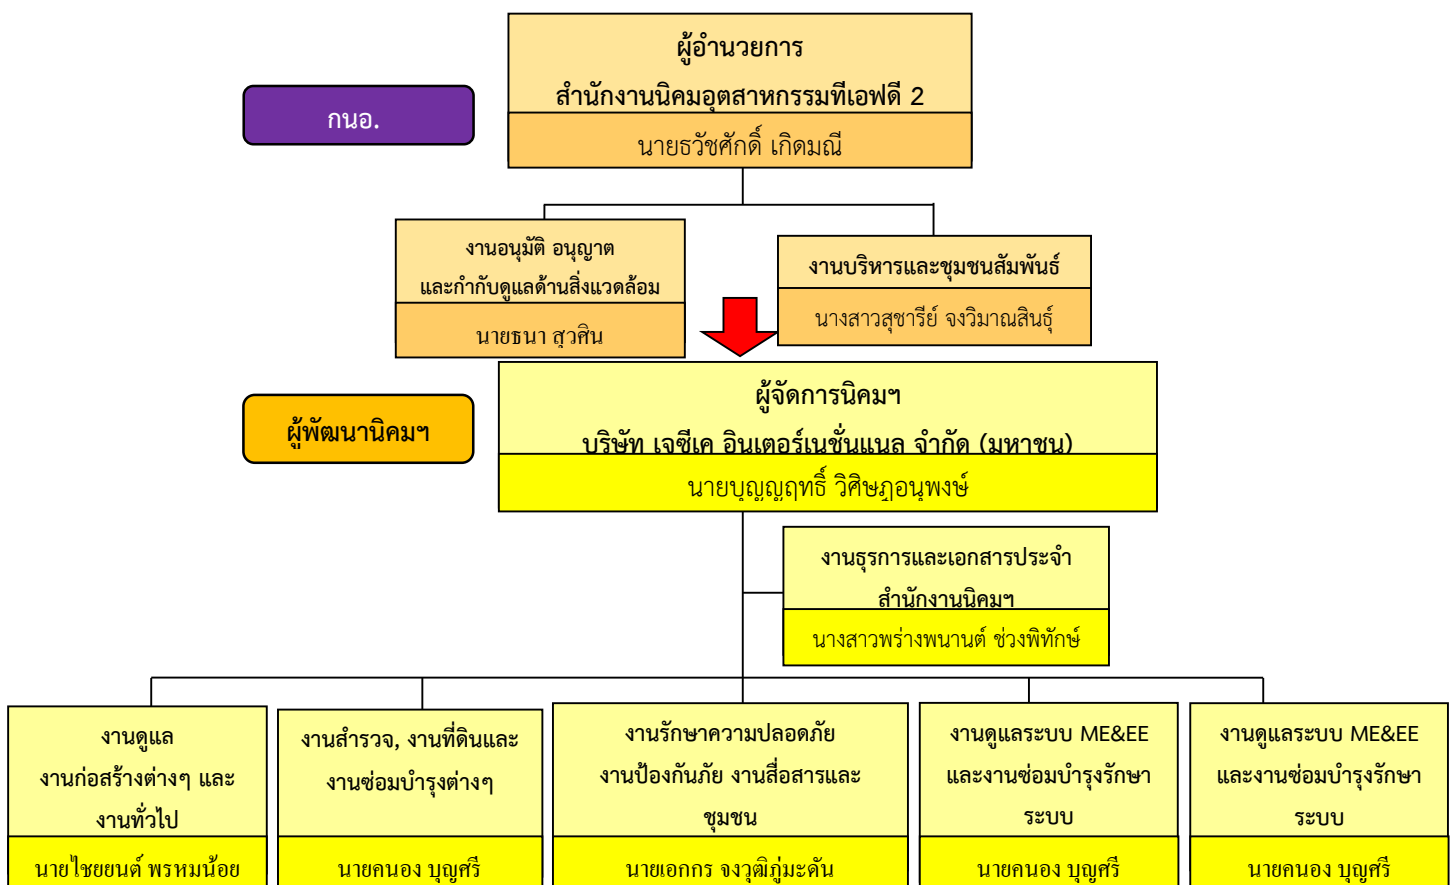 ผู้อำนวยการ
สำนักงานนิคมอุตสาหกรรมทีเอฟดี 2
นายธวัชศักดิ์ เกิดมณี
กนอ.
งานอนุมัติ อนุญาต
และกำกับดูแลด้านสิ่งแวดล้อม
นายธนา สุวศิน
งานบริหารและชุมชนสัมพันธ์
นางสาวสุชารีย์ จงวิมาณสินธุ์
ผู้พัฒนานิคมฯ
ผู้จัดการนิคมฯ
บริษัท เจซีเค อินเตอร์เนชั่นแนล จำกัด (มหาชน)
นายบุญญฤทธิ์ วิศิษฎอนุพงษ์
งานธุรการและเอกสารประจำ
สำนักงานนิคมฯ
นางสาวพร่างพนานต์ ช่วงพิทักษ์
งานดูแล
งานก่อสร้างต่างๆ และ
งานทั่วไป
นายไชยยนต์ พรหมน้อย
งานสำรวจ, งานที่ดินและ
งานซ่อมบำรุงต่างๆ
นายคนอง บุญศรี
งานรักษาความปลอดภัย
งานป้องกันภัย งานสื่อสารและ
ชุมชน
นายเอกกร จงวุฒิภู่มะดัน
งานดูแลระบบ ME&EE
และงานซ่อมบำรุงรักษา
ระบบ
นายคนอง บุญศรี
งานดูแลระบบ ME&EE
และงานซ่อมบำรุงรักษา
ระบบ
นายคนอง บุญศรี